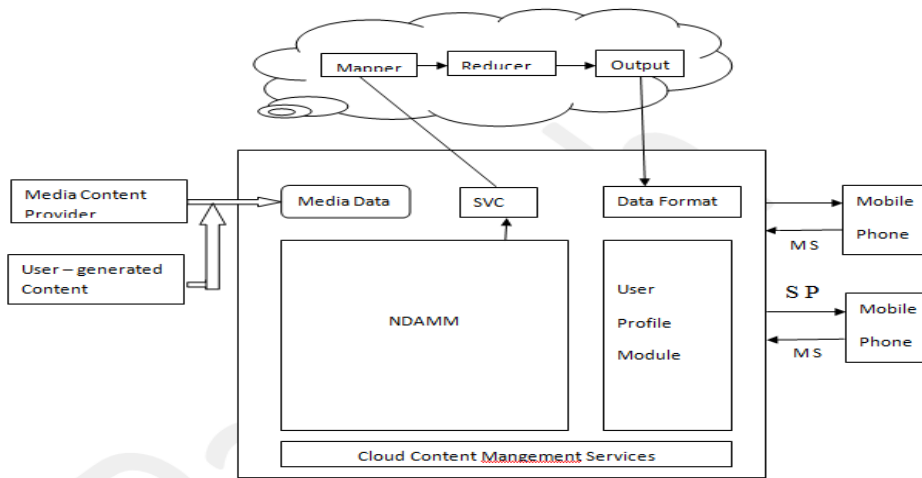 Mapper
Reducer
Output
Media Content
Provider
Media Data
SVC
Data Format
Mobile
Phone
MS
User – generated
Content
NDAMM
User
Profile
Module
S P
Mobile
Phone
MS
Cloud Content Mangement Services